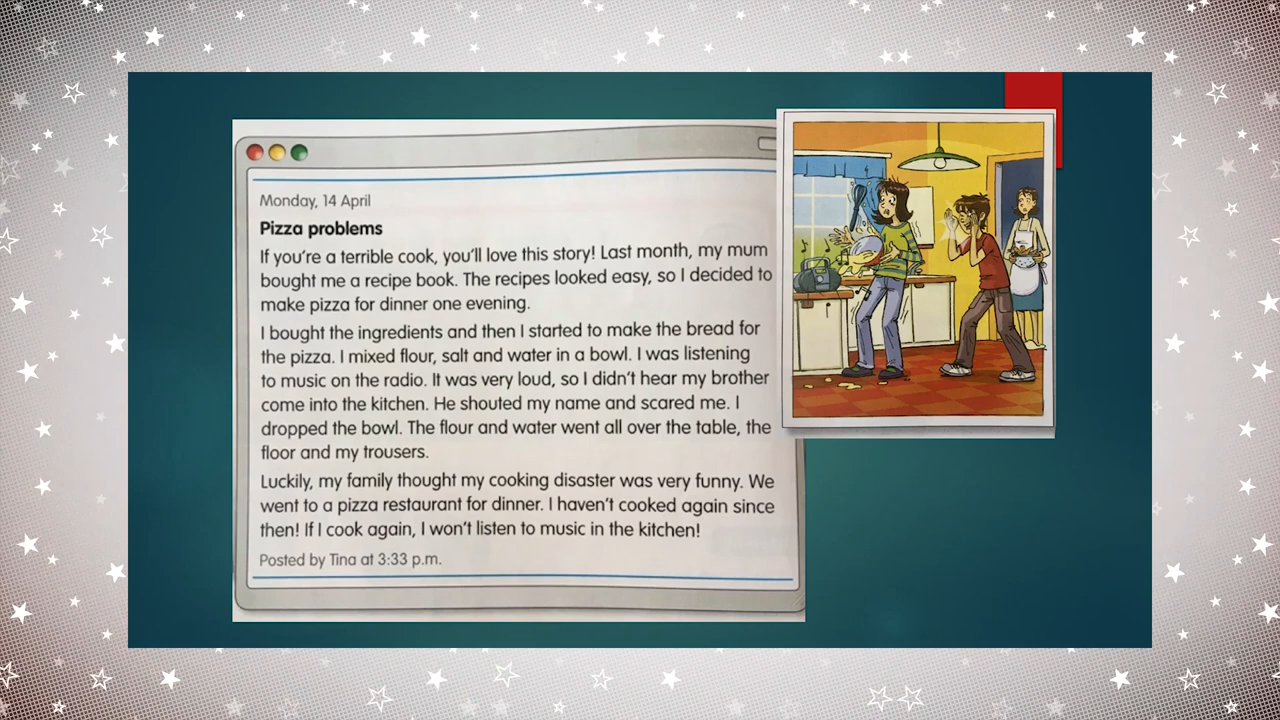 Monday, 14 April
Pizza problems
If you're a terrible cook, you'll love this story! Last month, my mum
bought me a recipe book. The recipes looked easy, so I decided to
make pizza for dinner one evening.
I bought the ingredients and then I started to make the bread for
the pizza. I mixed flour, salt and water in a bowl. I was listening
to music on the radio. It was very loud, so I didn't hear my brother
come into the kitchen. He shouted my name and scared me. I
dropped the bowl. The flour and water went all over the table, the
floor and my trousers.
Luckily, my family thought my cooking disaster was very funny. We
went to a pizza restaurant for dinner. I haven't cooked again since
then! If I cook again, I won't listen to music in the kitchen!
Posted by Tina at 3:33 p.m.